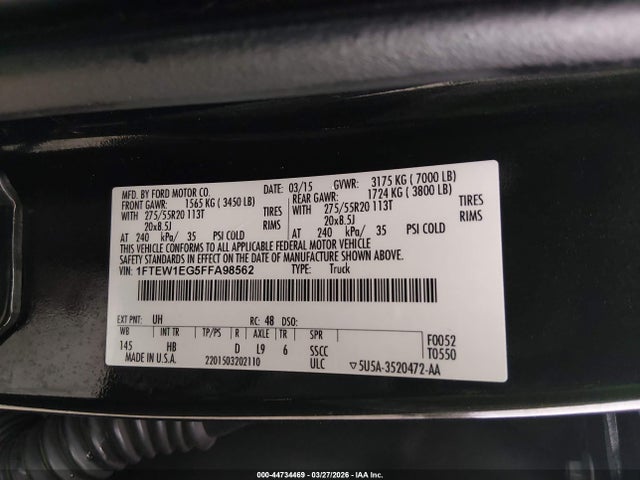 MFD. BY FORD MOTOR CO. DATE: 03/15 GVWR: 3175 KG ( 7000 LB)
FRONT GAWR: 1565 KG ( 3450 LB) REAR GAWR: 1724 KG ( 3800 LB)
WITH 275/55R20 113T TIRES WITH 275/55R20 113T TIRES
20x8.5J RIMS 20x8.5J RIMS
AT 240 kPa/ 35 PSI COLD AT 240 kPa/ 35 PSI COLD
THIS VEHICLE CONFORMS TO ALL APPLICABLE FEDERAL MOTOR VEHICLE
SAFETY STANDARDS IN EFFECT ON THE DATE OF MANUFACTURE SHOWN ABOVE.
VIN: 1FTEW1EG5FFA98562 TYPE: Truck
EXT PNT: UH RC: 48 DSO:
WB INT TR TP/PS R AXLE TR SPR F0052
145 HB D L9 6 SSCC T0550
MADE IN U.S.A. 2201503202110 ULC ▽5U5A-3520472-AA
000-44734469 - 03/27/2026 - IAA Inc.